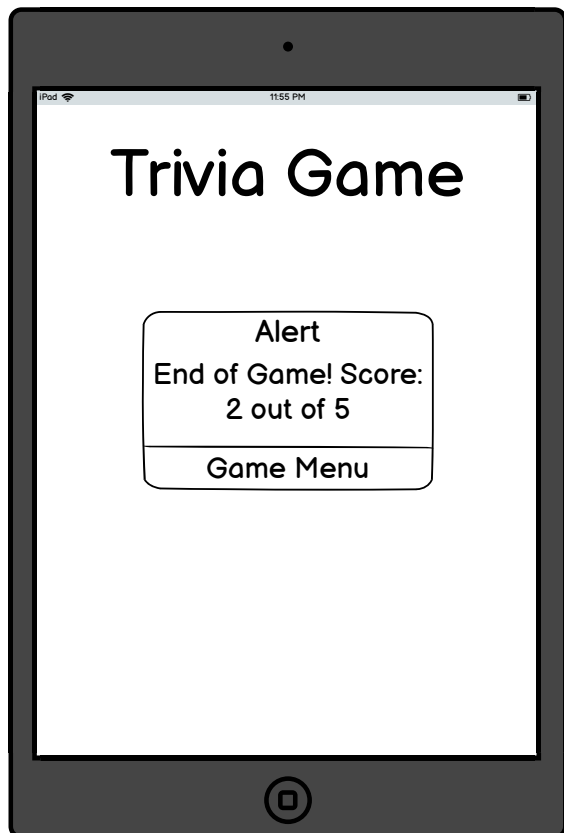 iPad 11:55 PM
Trivia Game
Alert
End of Game! Score:
2 out of 5
Game Menu